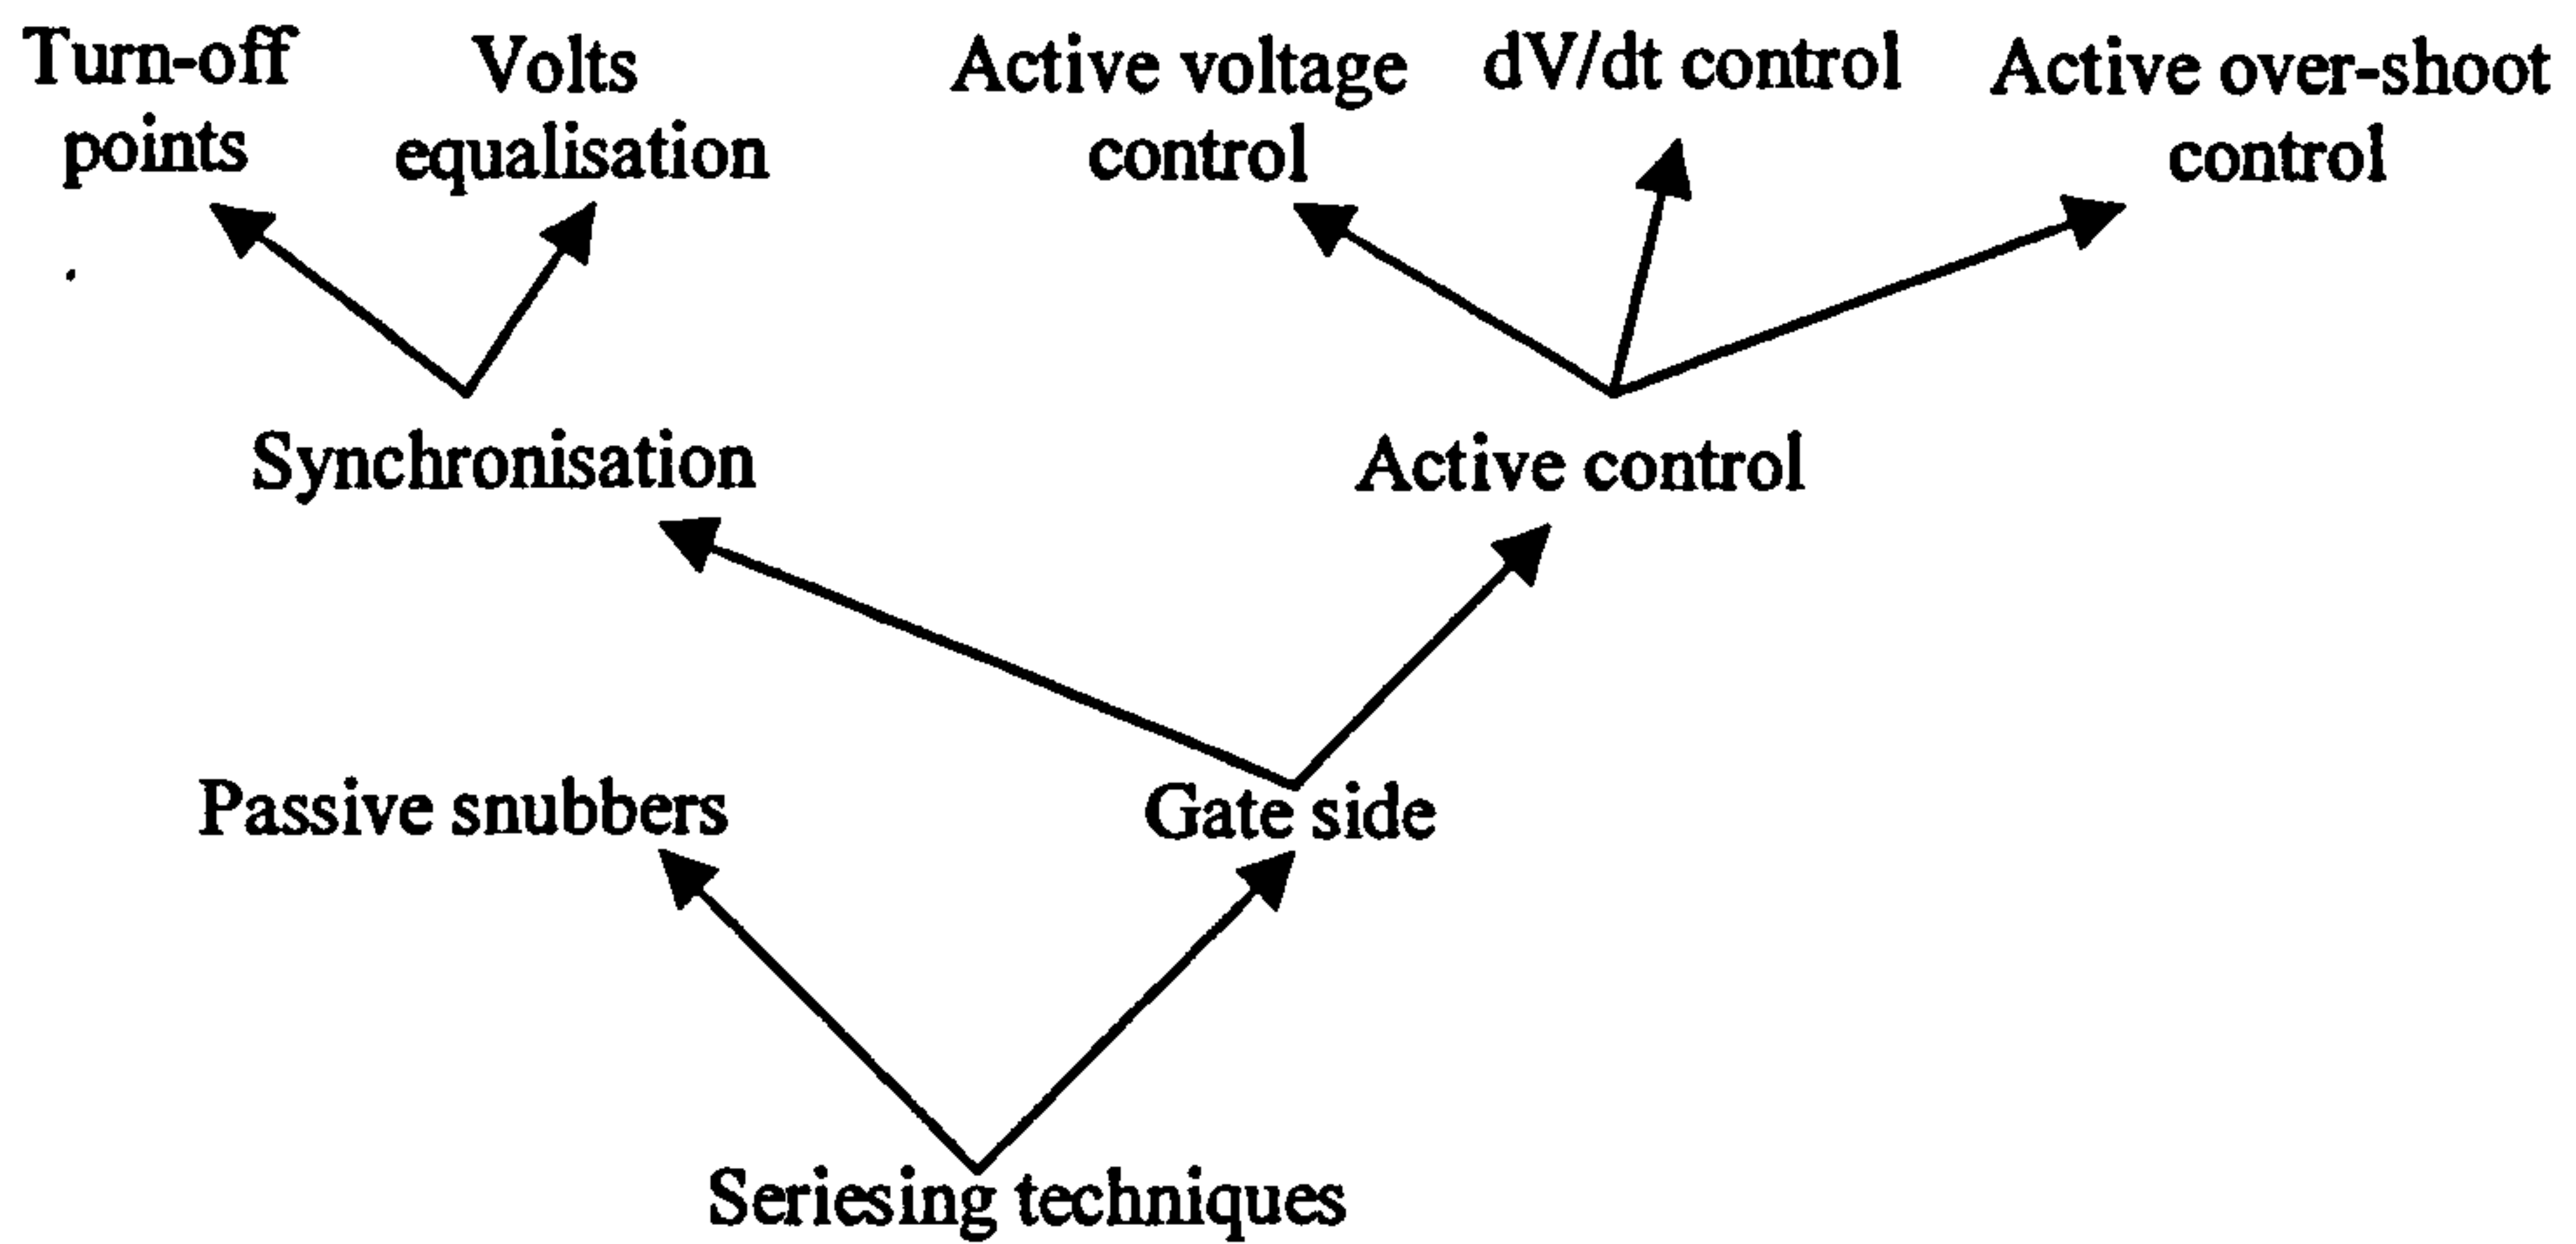 Turn-off
points
Volts
equalisation
Active voltage
control
dV/dt control
Active over-shoot
control
Synchronisation
Active control
Passive snubbers
Gate side
Seriesing techniques